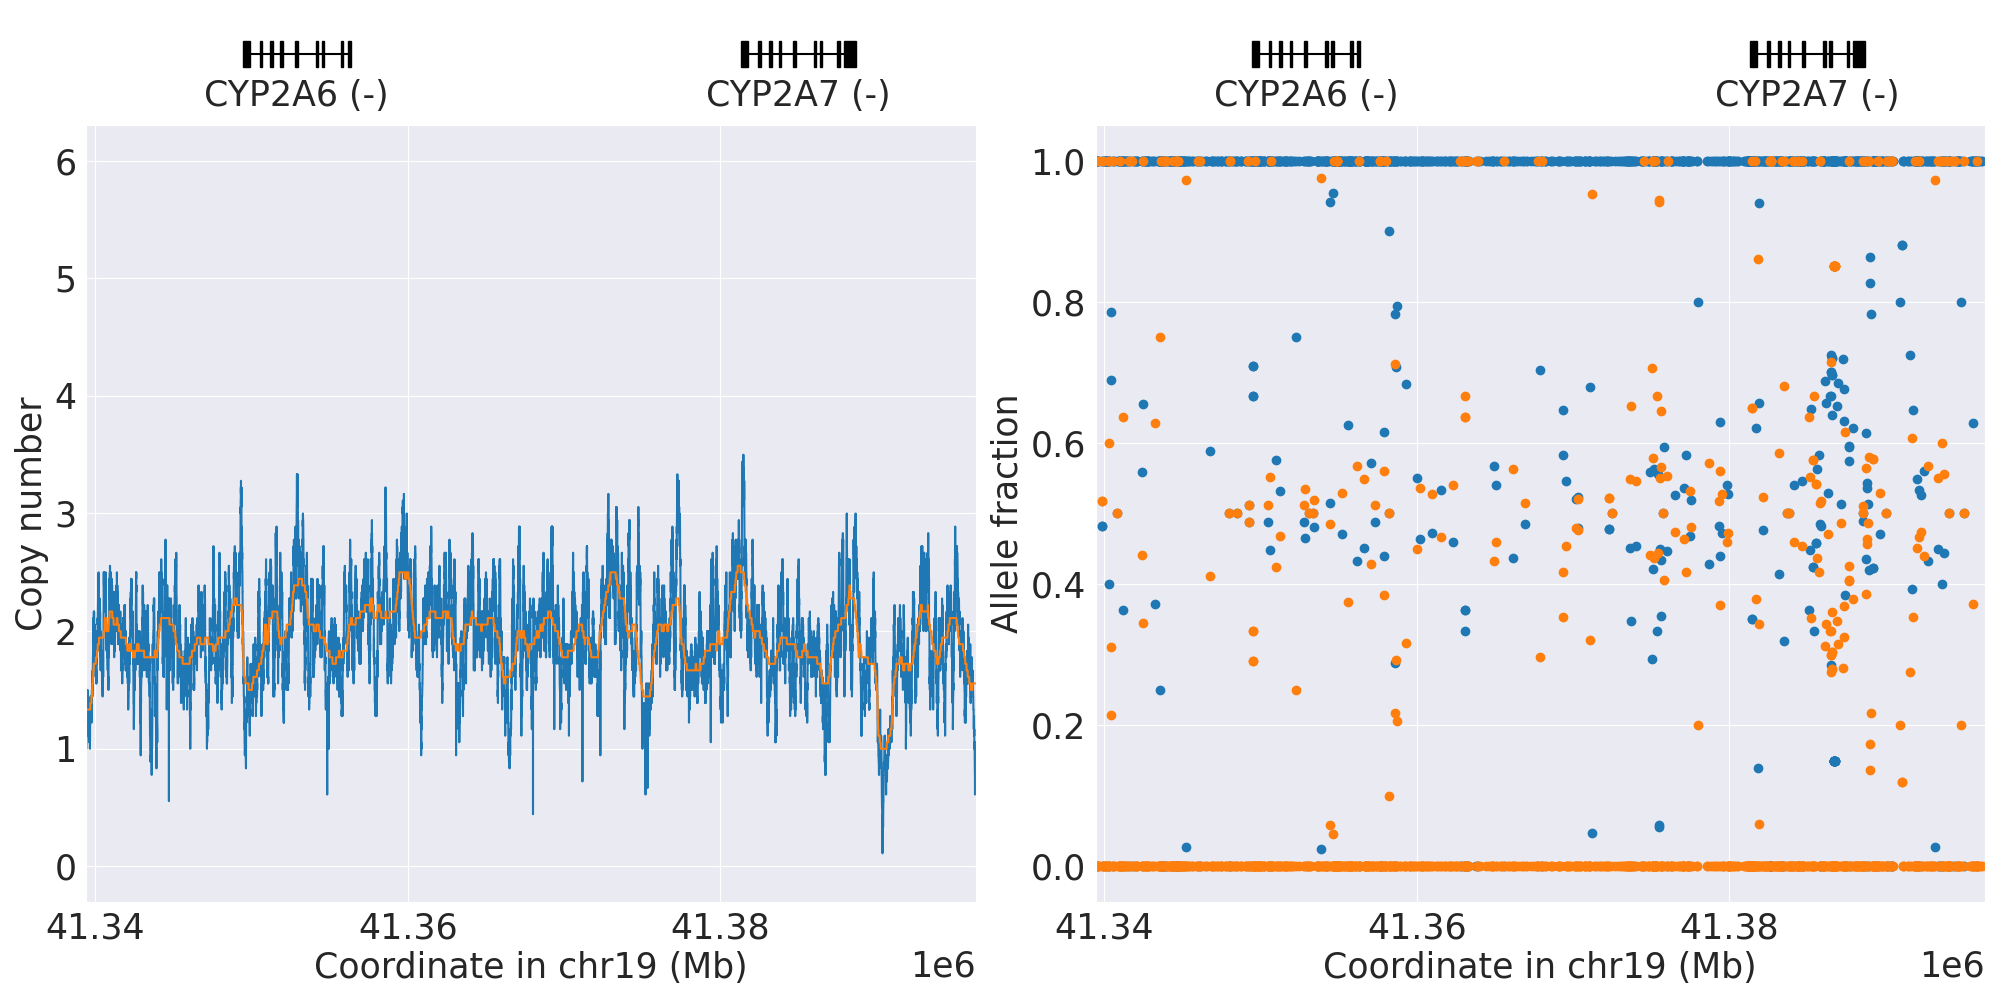 CYP2A6 (-)
CYP2A7 (-)
Copy number
6
5
4
3
2
1
0
41.34
41.36
41.38
Coordinate in chr19 (Mb)
1e6
CYP2A6 (-)
CYP2A7 (-)
Allele fraction
1.0
0.8
0.6
0.4
0.2
0.0
41.34
41.36
41.38
Coordinate in chr19 (Mb)
1e6